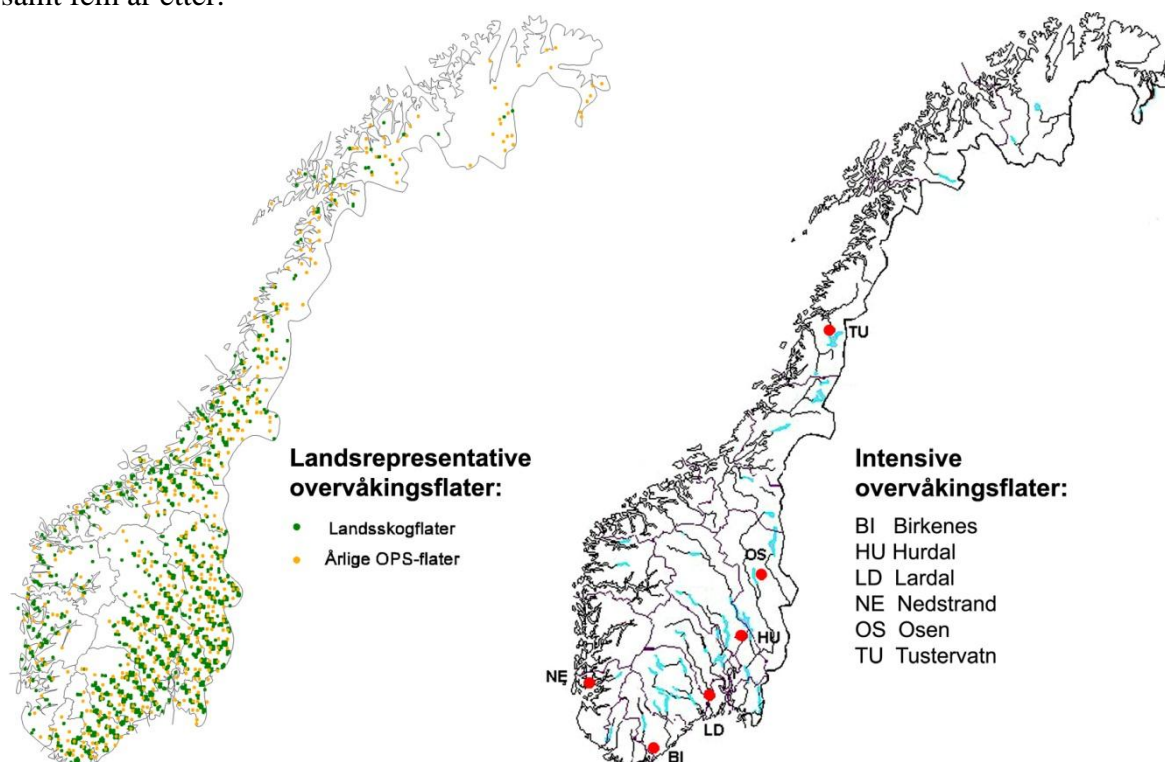 samt fem år etter.
Landsrepresentative
overvåkingsflater:
Landsskogflater
Årlige OPS-flater
TU
OS
HU
NE
LD
BI
Intensive
overvåkingsflater:
BI Birkenes
HU Hurdal
LD Lardal
NE Nedstrand
OS Osen
TU Tustervatn